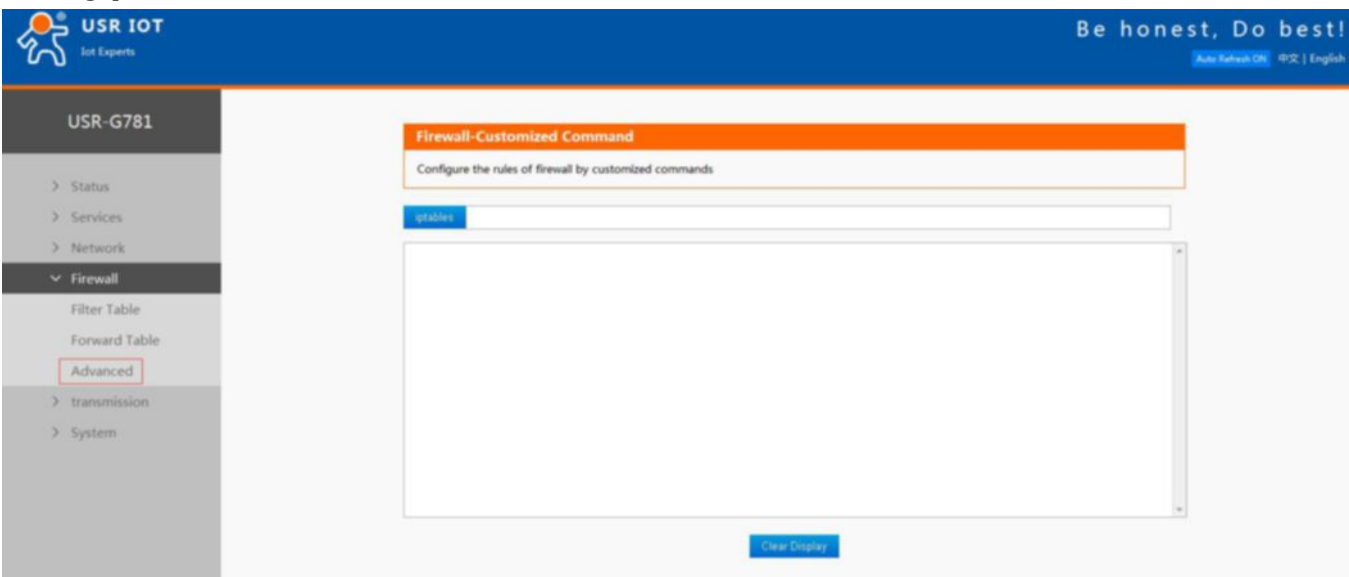 USR IOT
Iot Experts
Be honest, Do best!
Auto Refresh ON 中文 | English
USR-G781
> Status
> Services
> Network
Firewall
Filter Table
Forward Table
Advanced
> transmission
> System
Firewall-Customized Command
Configure the rules of firewall by customized commands
iptables
Clear Display